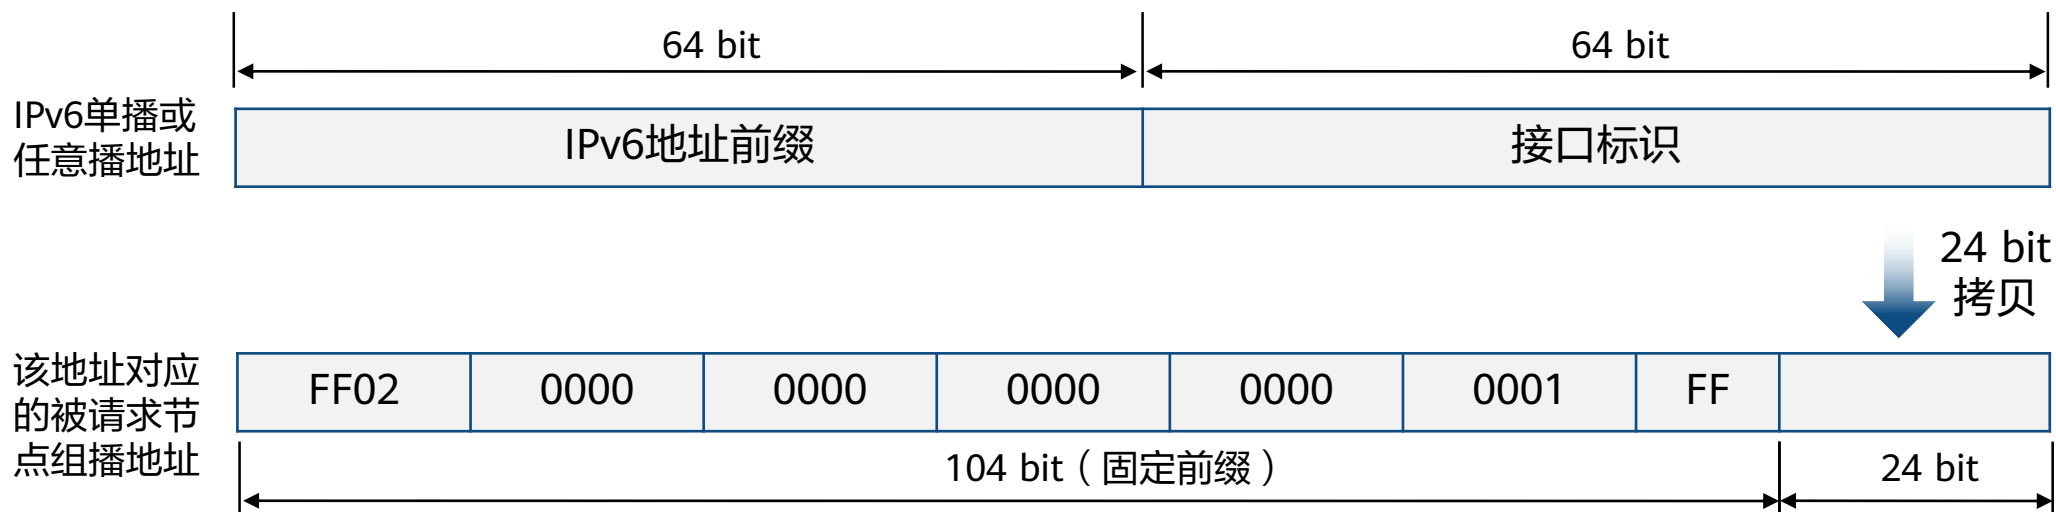 64 bit
64 bit
IPv6单播或
任意播地址
IPv6地址前缀
接口标识
24 bit
拷贝
该地址对应
的被请求节
点组播地址
FF02
0000
0000
0000
0000
0001
FF
104 bit（固定前缀）
24 bit